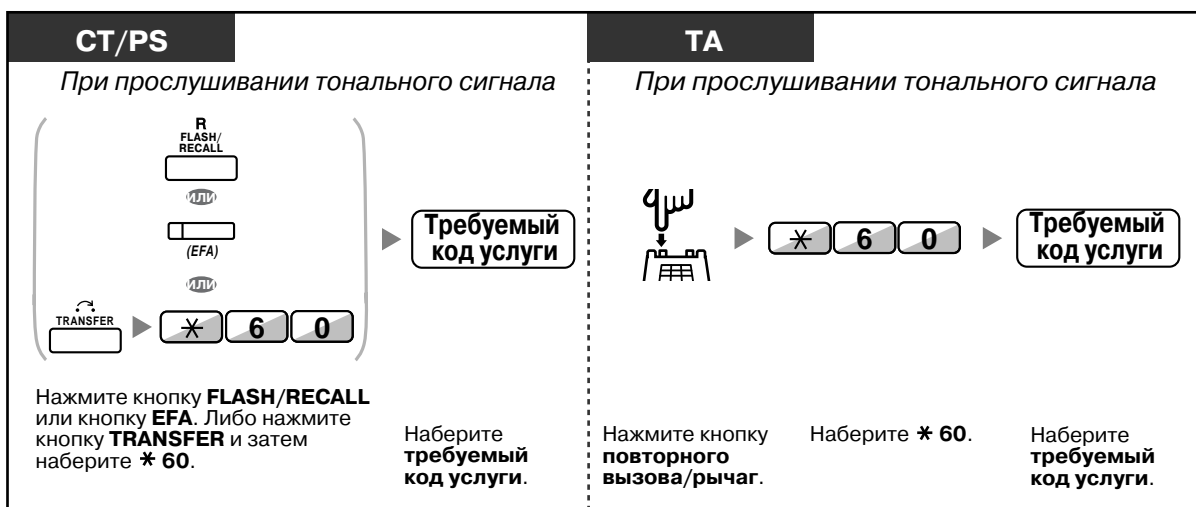 CT/PS
При прослушивании тонального сигнала
R
FLASH/
RECALL
или
(EFA)
или
TRANSFER
* 6 0
Требуемый
код услуги
Нажмите кнопку FLASH/RECALL
или кнопку EFA. Либо нажмите
кнопку TRANSFER и затем
наберите * 60.
Наберите
требуемый
код услуги.
TA
При прослушивании тонального сигнала
* 6 0
Требуемый
код услуги
Нажмите кнопку
повторного
вызова/рычаг.
Наберите * 60.
Наберите
требуемый
код услуги.